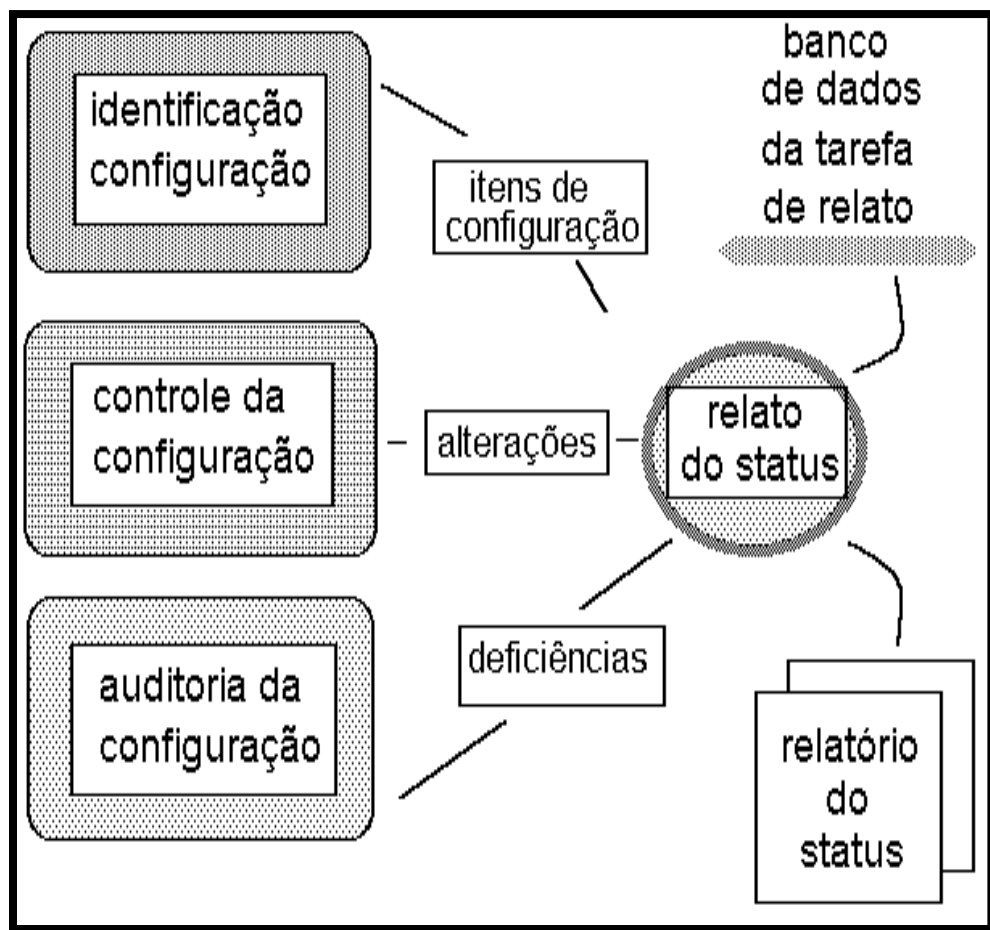 identificação
configuração
itens de
configuração
banco
de dados
da tarefa
de relato
controle da
configuração
alterações
relato
do status
auditoria da
configuração
deficiências
relatório
do
status